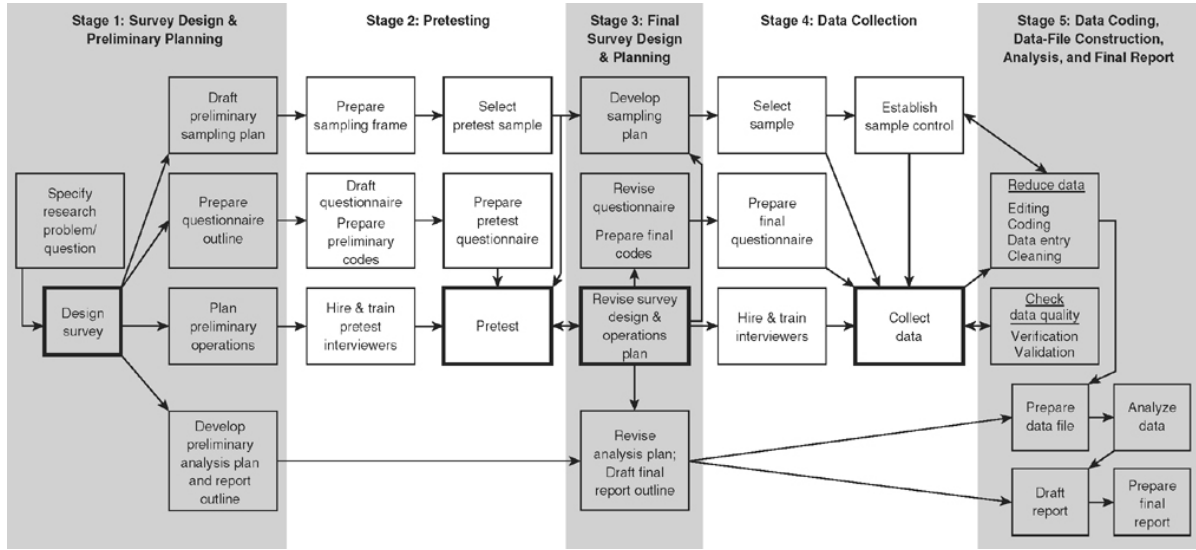 Stage 1: Survey Design &
Preliminary Planning
Stage 2: Pretesting
Stage 3: Final
Survey Design
& Planning
Stage 4: Data Collection
Stage 5: Data Coding,
Data-File Construction,
Analysis, and Final Report
Draft
preliminary
sampling plan
Prepare
sampling frame
Select
pretest sample
Develop
sampling
plan
Select
sample
Establish
sample control
Specify
research
problem/
question
Prepare
questionnaire
outline
Draft
questionnaire
Prepare
preliminary
codes
Prepare
pretest
questionnaire
Revise
questionnaire
Prepare final
codes
Prepare
final
questionnaire
Reduce data
Editing
Coding
Data entry
Cleaning
Design
survey
Plan
preliminary
operations
Hire & train
pretest
interviewers
Pretest
Revise survey
design &
operations
plan
Hire & train
interviewers
Collect
data
Check
data quality
Verification
Validation
Develop
preliminary
analysis plan
and report
outline
Revise
analysis plan;
Draft final
report outline
Prepare
data file
Analyze
data
Draft
report
Prepare
final
report